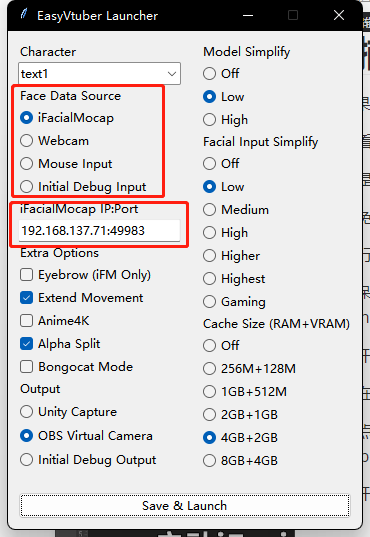 EasyVtuber Launcher
Character
text1
Face Data Source
iFacialMocap
Webcam
Mouse Input
Initial Debug Input
iFacialMocap IP:Port
192.168.137.71:49983
Extra Options
Eyebrow (iFM Only)
Extend Movement
Anime4K
Alpha Split
Bongocat Mode
Output
Unity Capture
OBS Virtual Camera
Initial Debug Output
Model Simplify
Off
Low
High
Facial Input Simplify
Off
Low
Medium
High
Higher
Highest
Gaming
Cache Size (RAM+VRAM)
Off
256M+128M
1GB+512M
2GB+1GB
4GB+2GB
8GB+4GB
Save & Launch